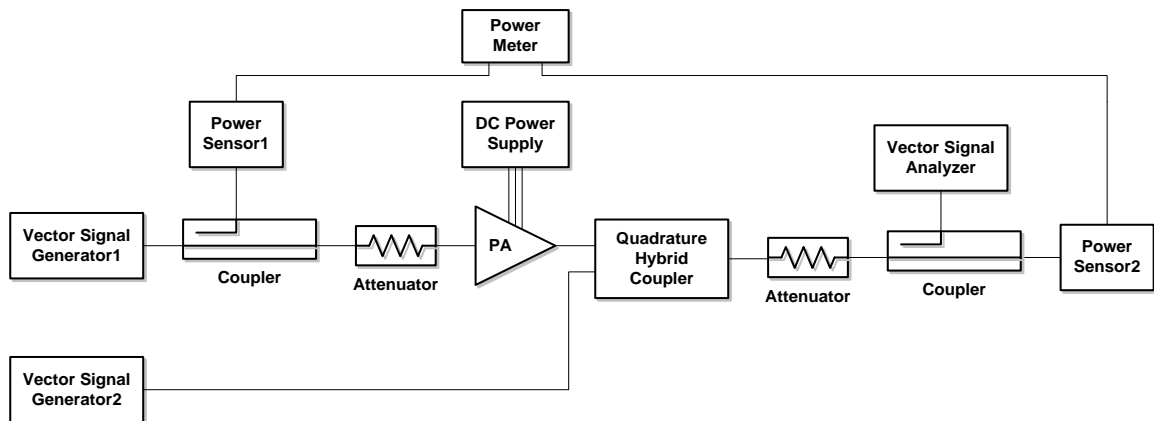 Power
Meter
Power
Sensor1
DC Power
Supply
Vector Signal
Analyzer
Vector Signal
Generator1
Coupler
Attenuator
PA
Quadrature
Hybrid
Coupler
Attenuator
Coupler
Power
Sensor2
Vector Signal
Generator2